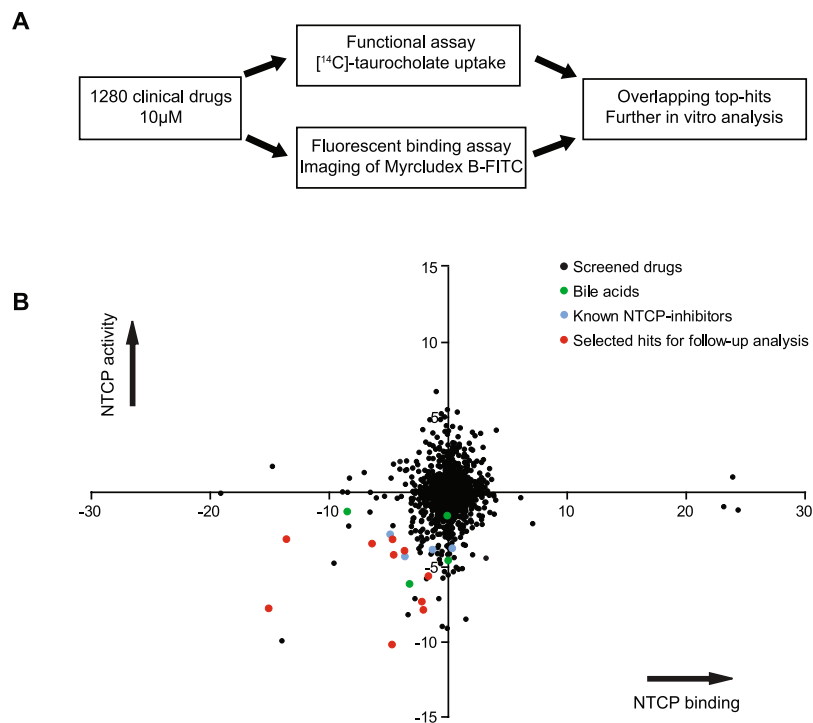 A
1280 clinical drugs
10µM
Functional assay
[¹⁴C]-taurocholate uptake
Fluorescent binding assay
Imaging of Myrcludex B-FITC
Overlapping top-hits
Further in vitro analysis
B
NTCP activity
Screened drugs
Bile acids
Known NTCP-inhibitors
Selected hits for follow-up analysis
15
10
5
-30
-20
-10
10
20
30
-5
-10
-15
NTCP binding